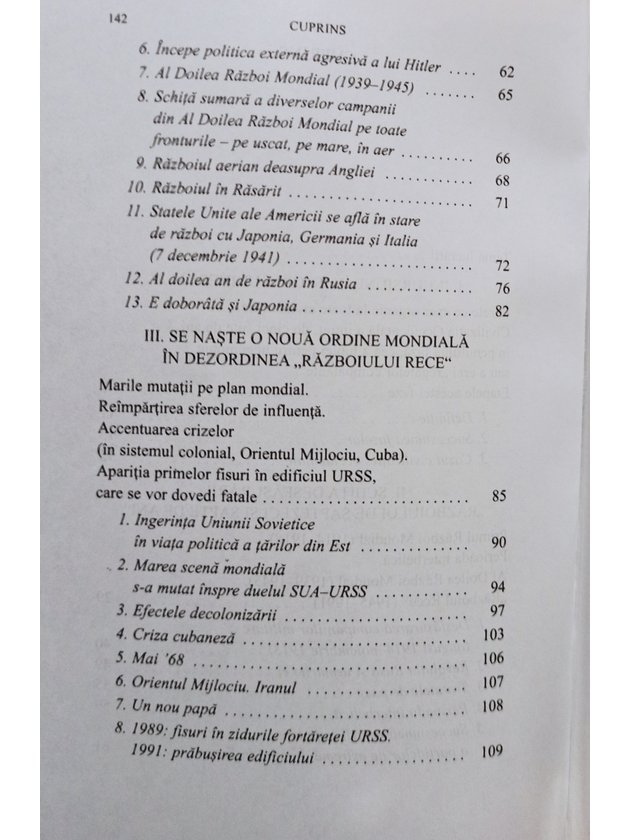 142
CUPRINS
6. Începe politica externă agresivă a lui Hitler .... 62
7. Al Doilea Război Mondial (1939–1945) ....... 65
8. Schiță sumară a diverselor campanii
din Al Doilea Război Mondial pe toate
fronturile – pe uscat, pe mare, în aer .......... 66
9. Războiul aerian deasupra Angliei ............. 68
10. Războiul în Răsărit .......................... 71
11. Statele Unite ale Americii se află în stare
de război cu Japonia, Germania și Italia
(7 decembrie 1941) .......................... 72
12. Al doilea an de război în Rusia ............... 76
13. E doborâtă și Japonia ........................ 82
III. SE NAȘTE O NOUĂ ORDINE MONDIALĂ
ÎN DEZORDINEA „RĂZBOIULUI RECE“
Marile mutații pe plan mondial.
Reîmpărțirea sferelor de influență.
Accentuarea crizelor
(în sistemul colonial, Orientul Mijlociu, Cuba).
Apariția primelor fisuri în edificiul URSS,
care se vor dovedi fatale ........................... 85
1. Ingerința Uniunii Sovietice
în viața politică a țărilor din Est ............... 90
2. Marea scenă mondială
s-a mutat înspre duelul SUA–URSS ............. 94
3. Efectele decolonizării ......................... 97
4. Criza cubaneză .............................. 103
5. Mai ’68 ..................................... 106
6. Orientul Mijlociu. Iranul ...................... 107
7. Un nou papă ................................ 108
8. 1989: fisuri în zidurile fortăreței URSS.
1991: prăbușirea edificiului ................... 109